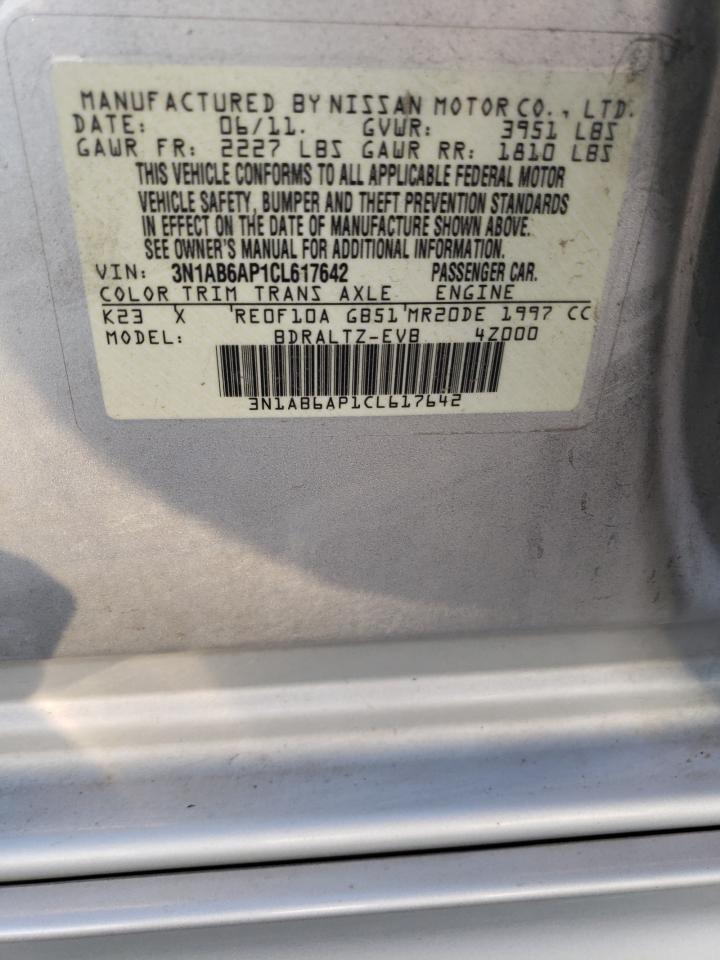 MANUFACTURED BY NISSAN MOTOR CO., LTD.
DATE: 06/11. GVWR: 3951 LBS
GAWR FR: 2227 LBS GAWR RR: 1810 LBS
THIS VEHICLE CONFORMS TO ALL APPLICABLE FEDERAL MOTOR
VEHICLE SAFETY, BUMPER AND THEFT PREVENTION STANDARDS
IN EFFECT ON THE DATE OF MANUFACTURE SHOWN ABOVE.
SEE OWNER'S MANUAL FOR ADDITIONAL INFORMATION.
VIN: 3N1AB6AP1CL617642 PASSENGER CAR.
COLOR TRIM TRANS AXLE ENGINE
K23 X 'RE0F10A GB51'MR20DE 1997 CC
MODEL: BDRALTZ-EVB 4Z000
3N1AB6AP1CL617642